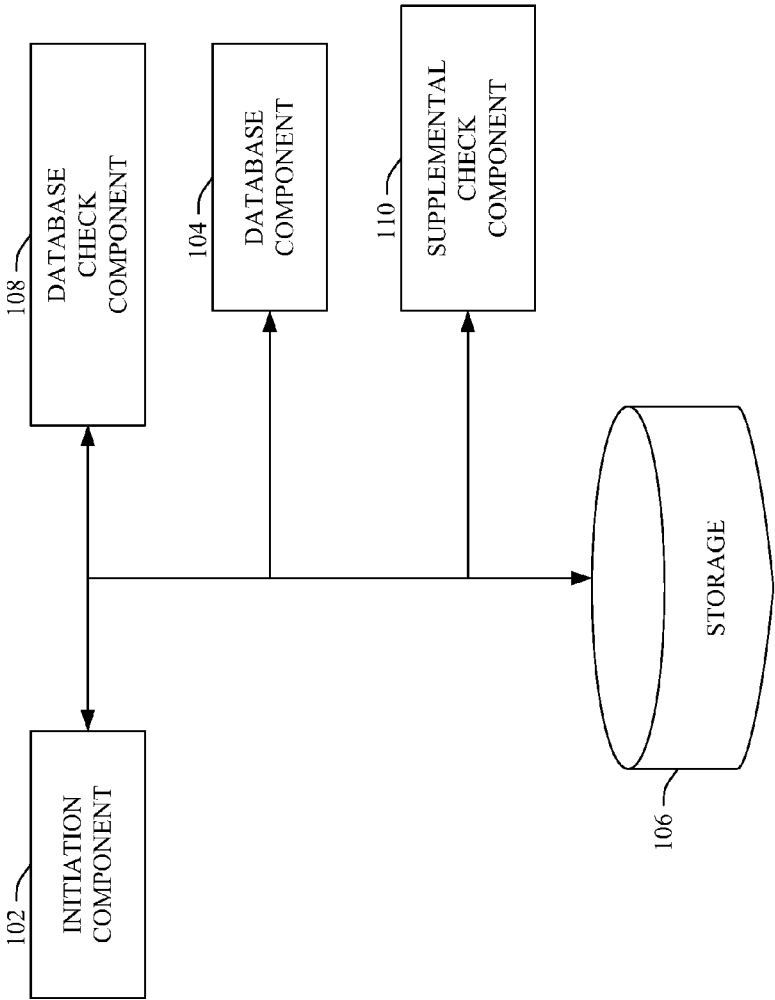 108
DATABASE
CHECK
COMPONENT
104
DATABASE
COMPONENT
110
SUPPLEMENTAL
CHECK
COMPONENT
102
INITIATION
COMPONENT
106
STORAGE